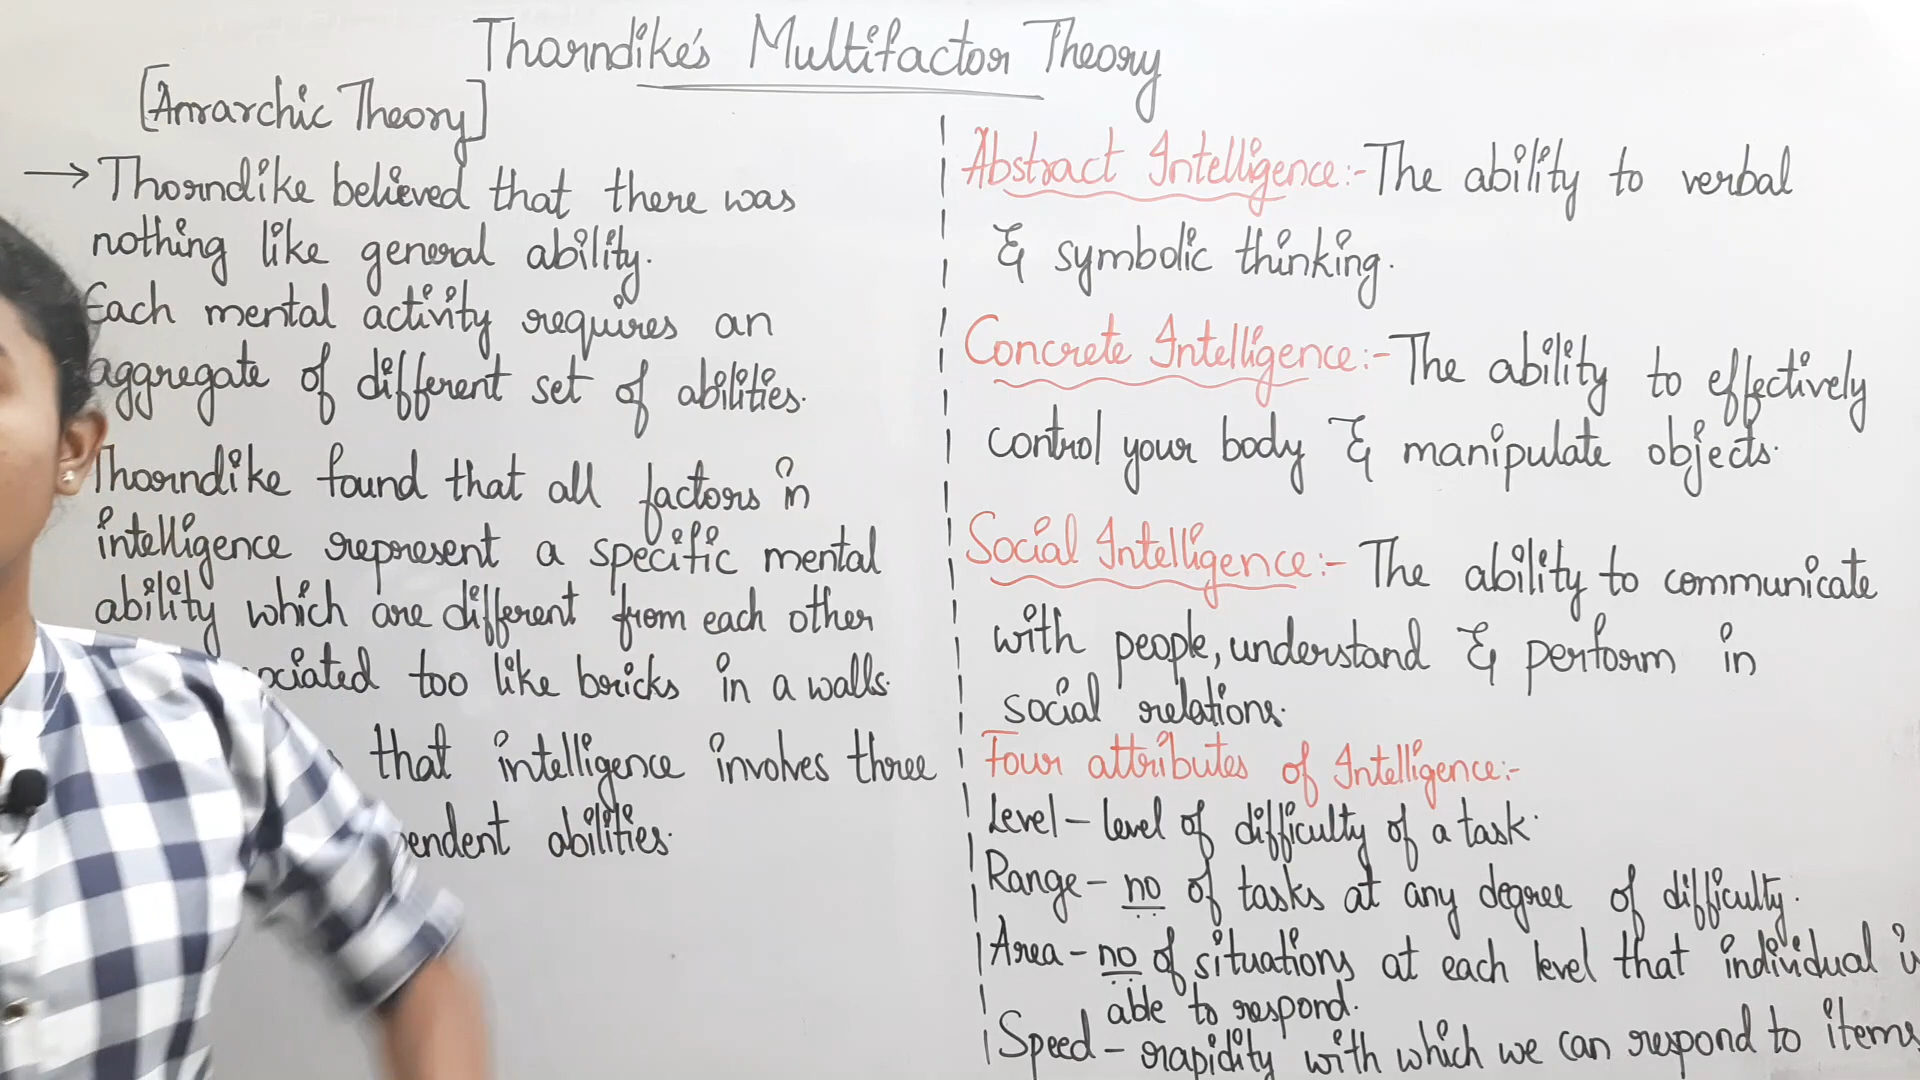 Thorndike's Multifactor Theory
[Anarchic Theory]
→ Thorndike believed that there was
nothing like general ability.
Each mental activity requires an
aggregate of different set of abilities.
Thorndike found that all factors in
intelligence represent a specific mental
ability which are different from each other
too like bricks in a walls.
that intelligence involves three
abilities.
Abstract Intelligence:- The ability to verbal
& symbolic thinking.
Concrete Intelligence:- The ability to effectively
control your body & manipulate objects.
Social Intelligence:- The ability to communicate
with people, understand & perform in
social relations.
Four attributes of Intelligence:-
Level - level of difficulty of a task.
Range - no of tasks at any degree of difficulty.
Area - no of situations at each level that individual is
able to respond.
Speed - rapidity with which we can respond to items